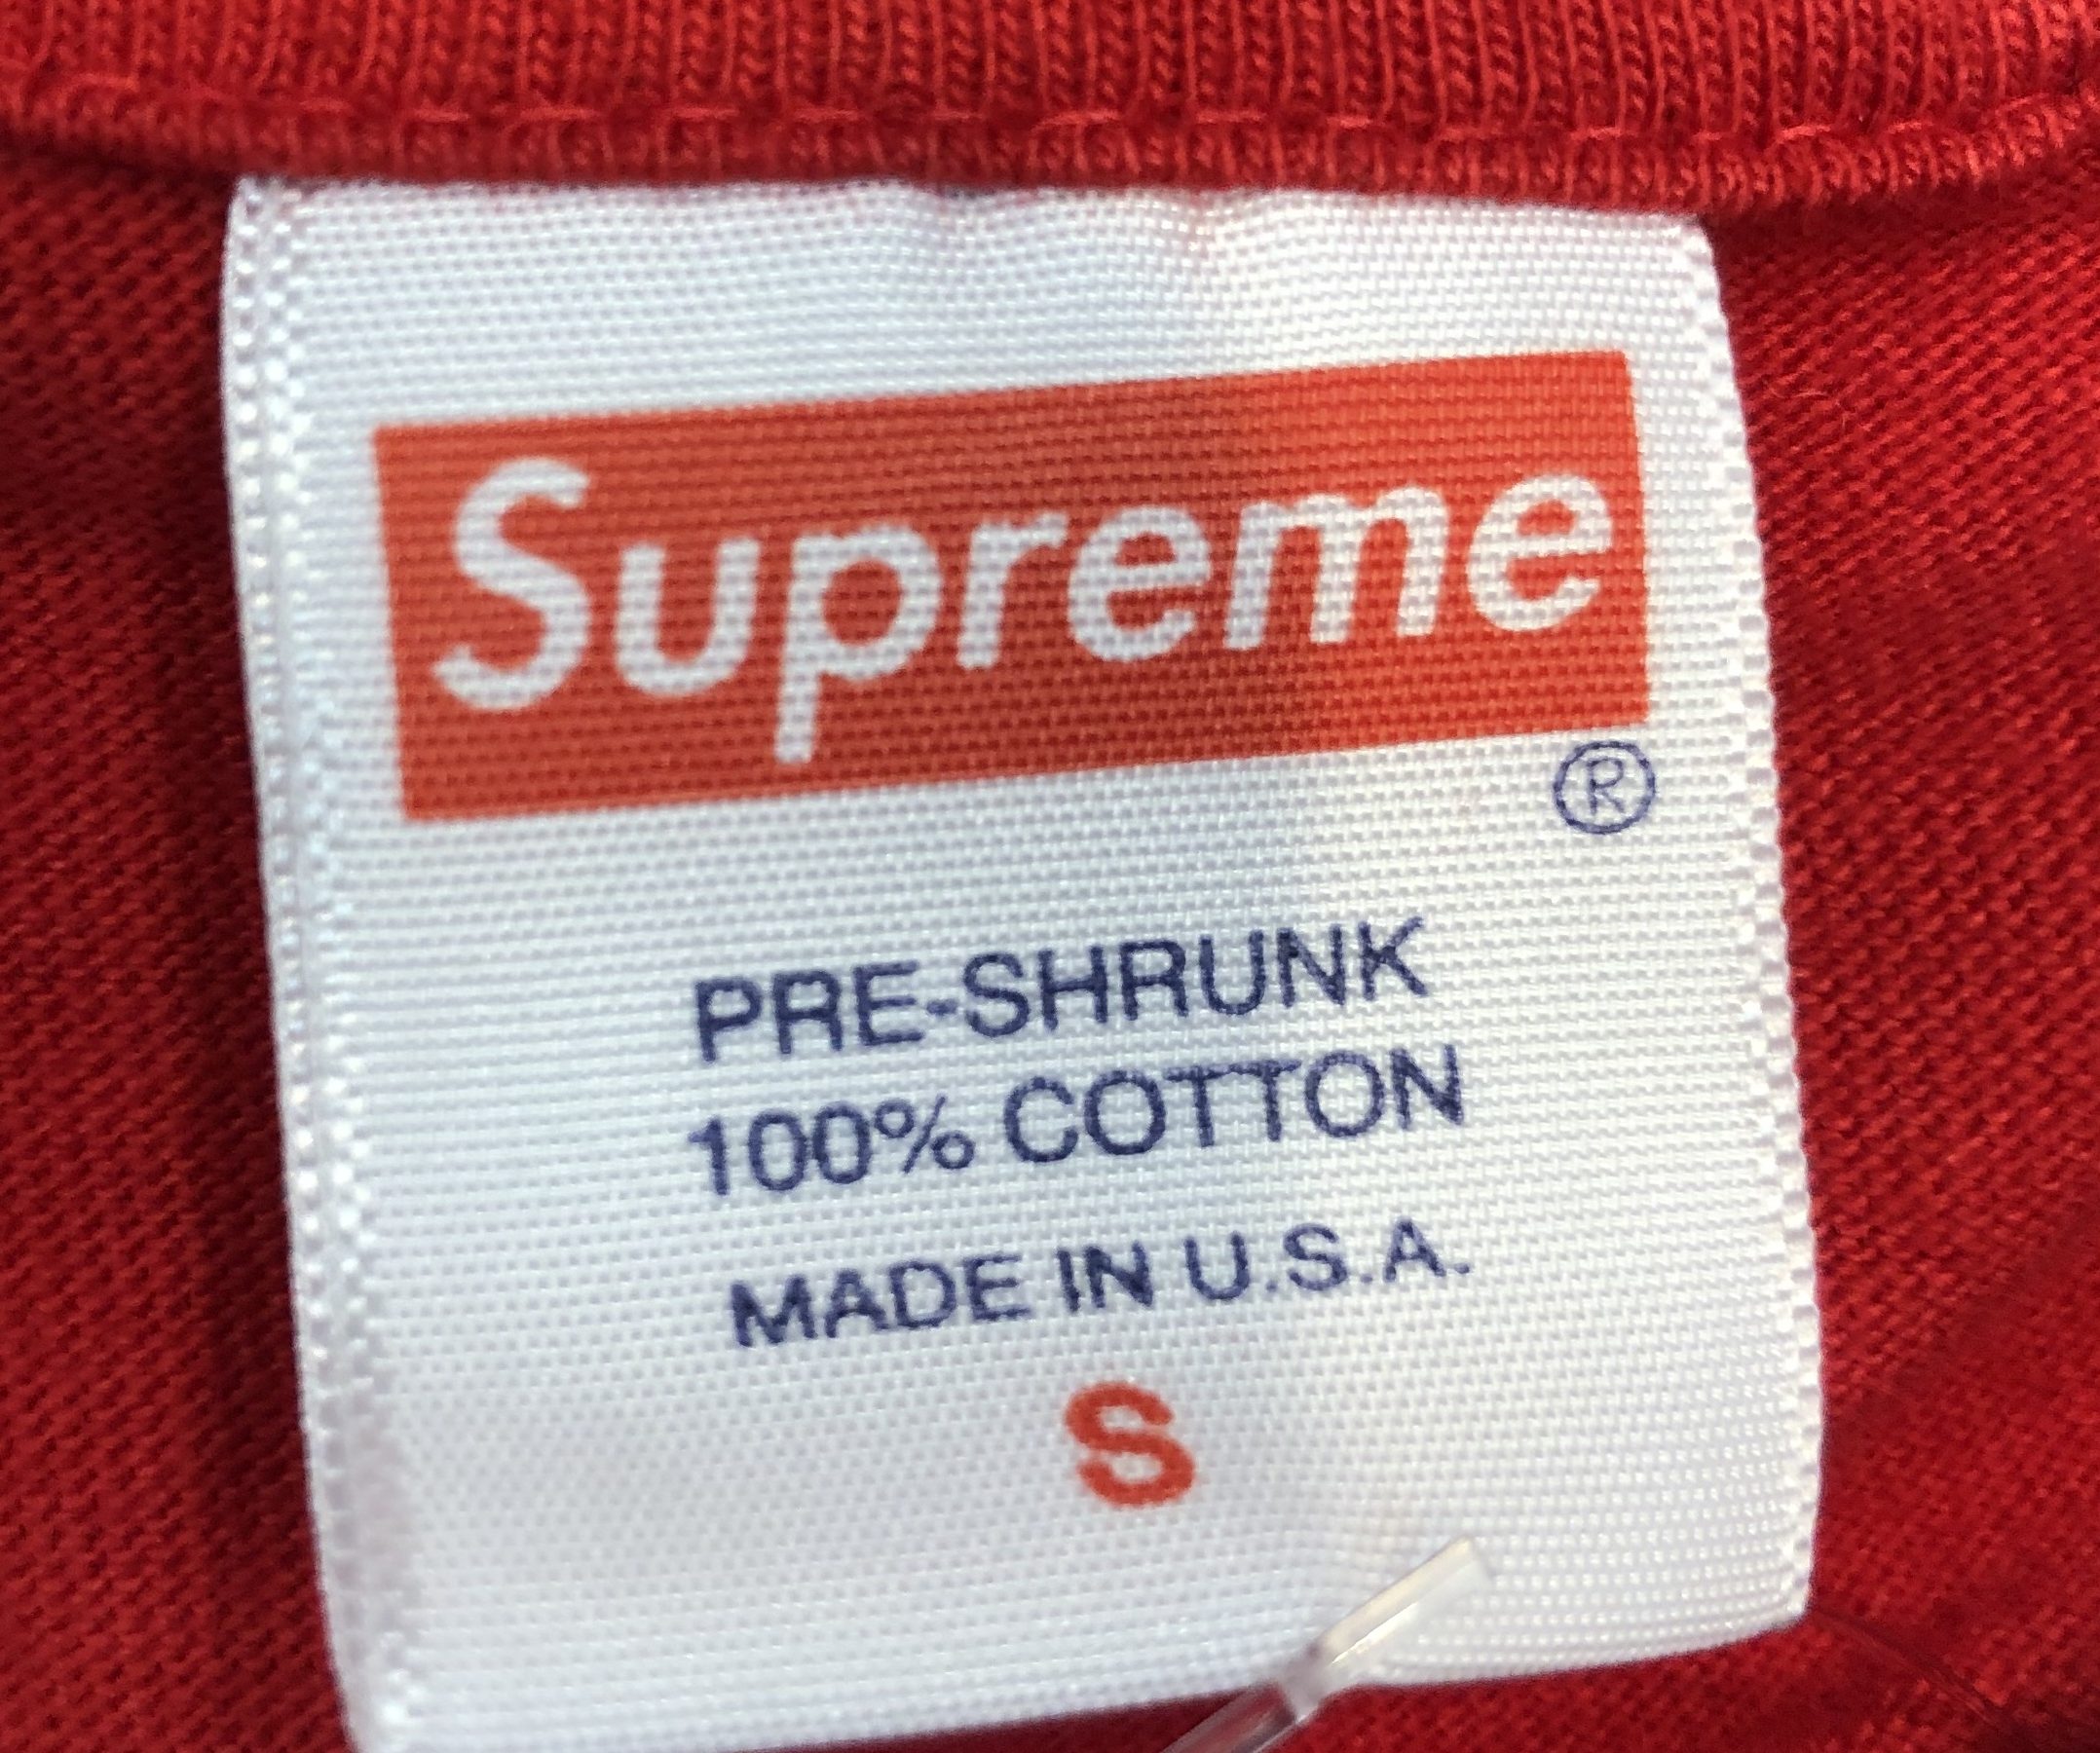 Supreme
®
PRE-SHRUNK
100% COTTON
MADE IN U.S.A.
S